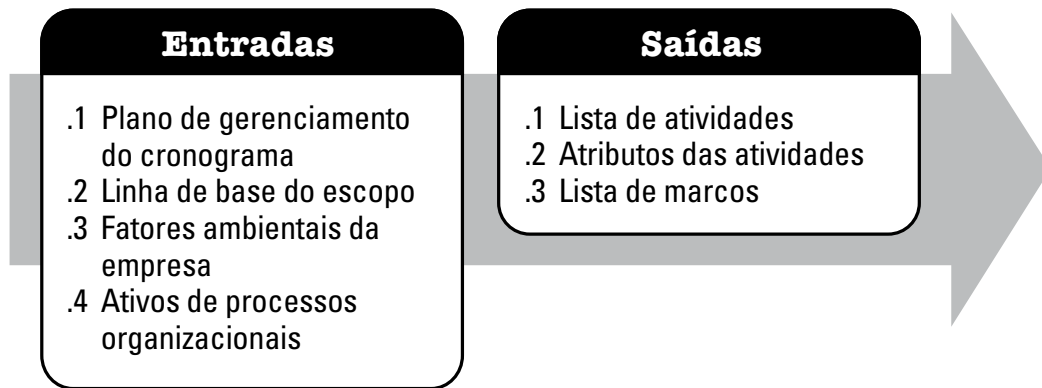 Entradas
.1 Plano de gerenciamento
do cronograma
.2 Linha de base do escopo
.3 Fatores ambientais da
empresa
.4 Ativos de processos
organizacionais
Saídas
.1 Lista de atividades
.2 Atributos das atividades
.3 Lista de marcos